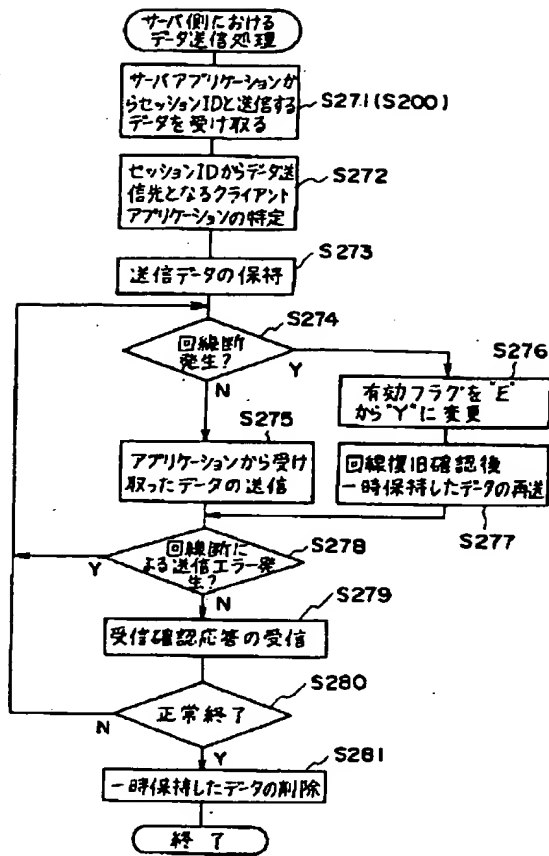 サーバ側における
データ送信処理
サーバアプリケーションか
らセッションIDと送信する
データを受け取る
S271(S200)
セッションIDからデータ送
信先となるクライアント
アプリケーションの特定
S272
送信データの保持
S273
回線断
発生?
S274
Y
N
有効フラグを"E"
から"Y"に変更
S276
アプリケーションから受け
取ったデータの送信
S275
回線復旧確認後
一時保持したデータの再送
S277
回線断に
よる送信エラー発
生?
S278
Y
N
受信確認応答の受信
S279
正常終了
S280
N
Y
一時保持したデータの削除
S281
終了